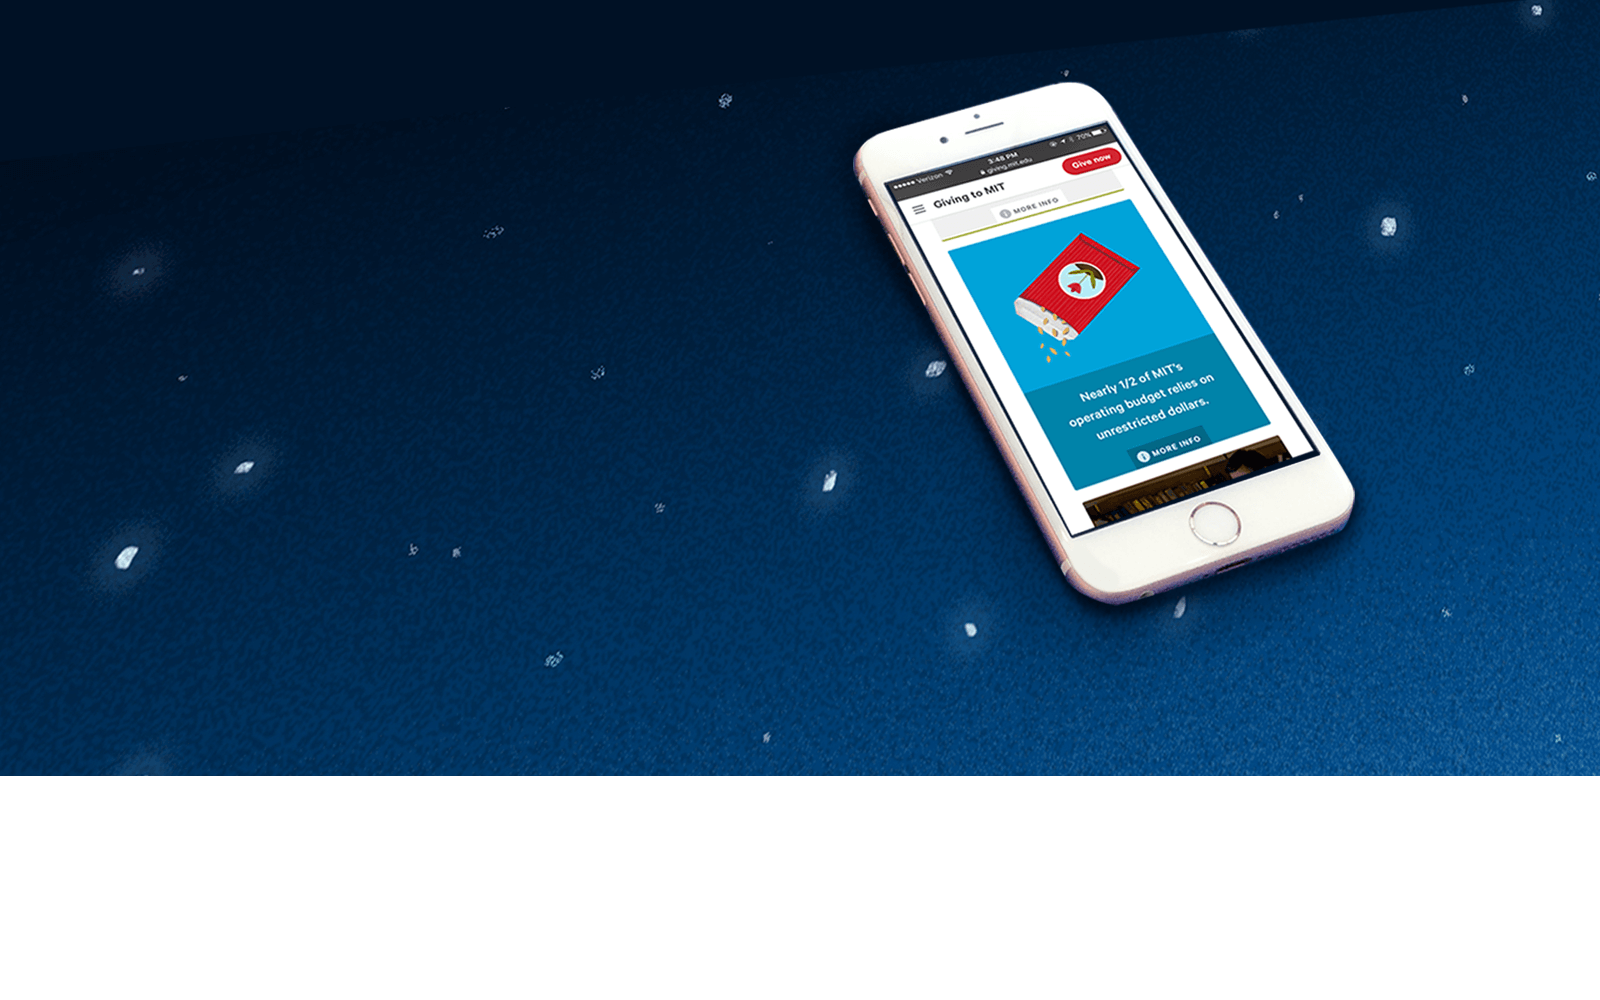 Verizon
3:48 PM
70%
giving.mit.edu
Giving to MIT
Give now
MORE INFO
Nearly 1/2 of MIT's
operating budget relies on
unrestricted dollars.
MORE INFO